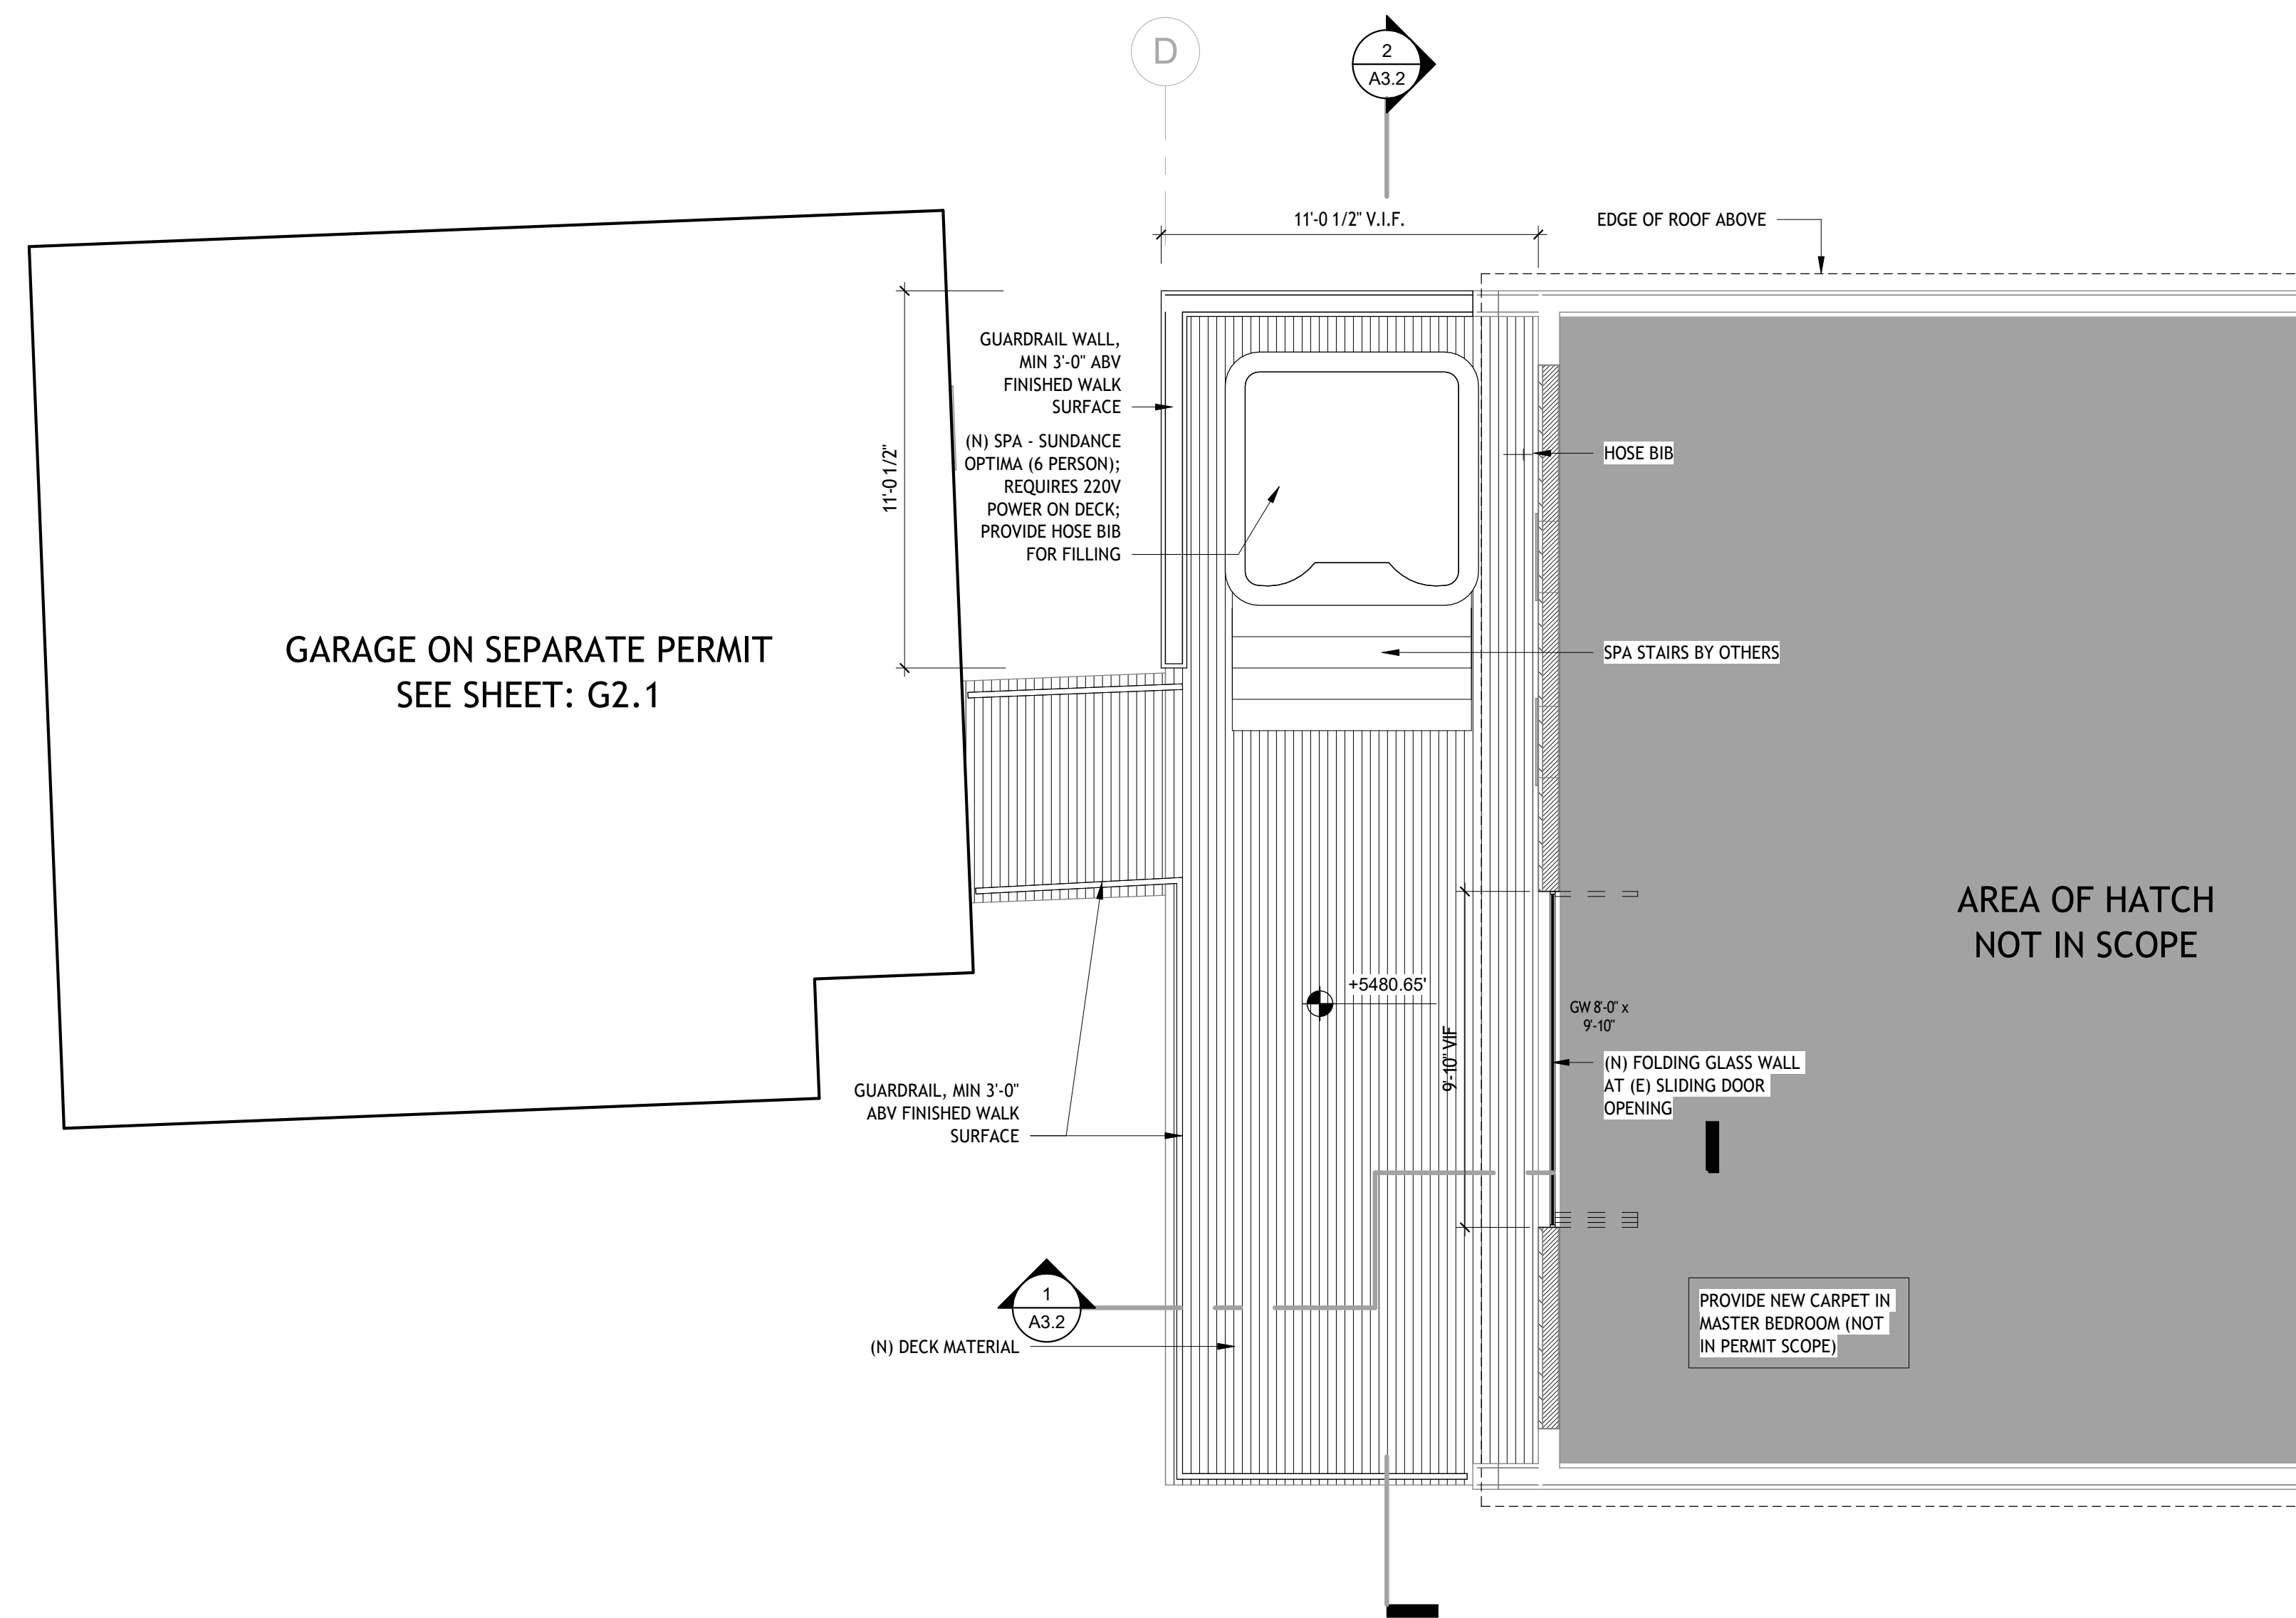 D
2
A3.2
11'-0 1/2" V.I.F.
EDGE OF ROOF ABOVE
GUARDRAIL WALL,
MIN 3'-0" ABV
FINISHED WALK
SURFACE
11'-0 1/2"
(N) SPA - SUNDANCE
OPTIMA (6 PERSON);
REQUIRES 220V
POWER ON DECK;
PROVIDE HOSE BIB
FOR FILLING
HOSE BIB
GARAGE ON SEPARATE PERMIT
SEE SHEET: G2.1
SPA STAIRS BY OTHERS
AREA OF HATCH
NOT IN SCOPE
+5480.65'
9'-10" VIF
GW 8'-0" x
9'-10"
(N) FOLDING GLASS WALL
AT (E) SLIDING DOOR
OPENING
GUARDRAIL, MIN 3'-0"
ABV FINISHED WALK
SURFACE
1
A3.2
(N) DECK MATERIAL
PROVIDE NEW CARPET IN
MASTER BEDROOM (NOT
IN PERMIT SCOPE)